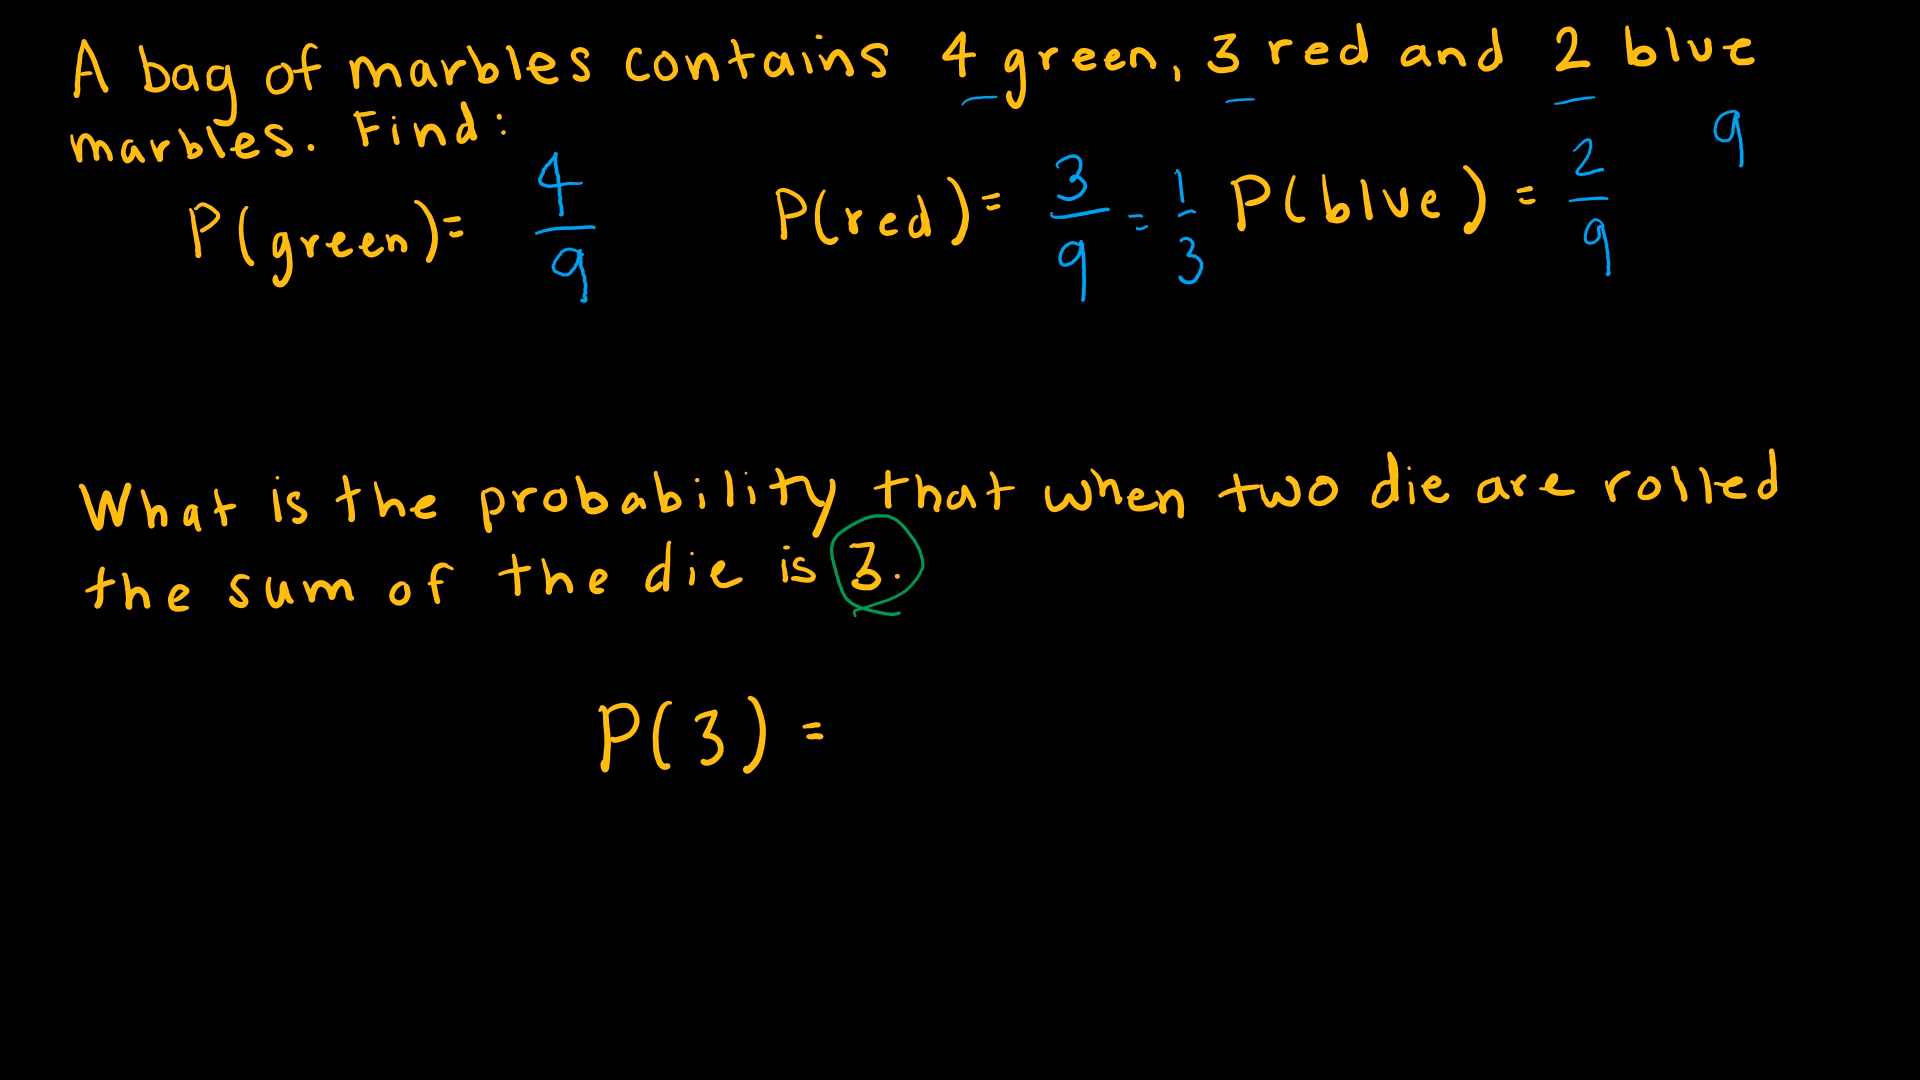 A bag of marbles contains 4 green, 3 red and 2 blue
marbles. Find:
9
P(green) = 4/9 P(red) = 3/9 = 1/3 P(blue) = 2/9
What is the probability that when two die are rolled
the sum of the die is 3.
P(3) =